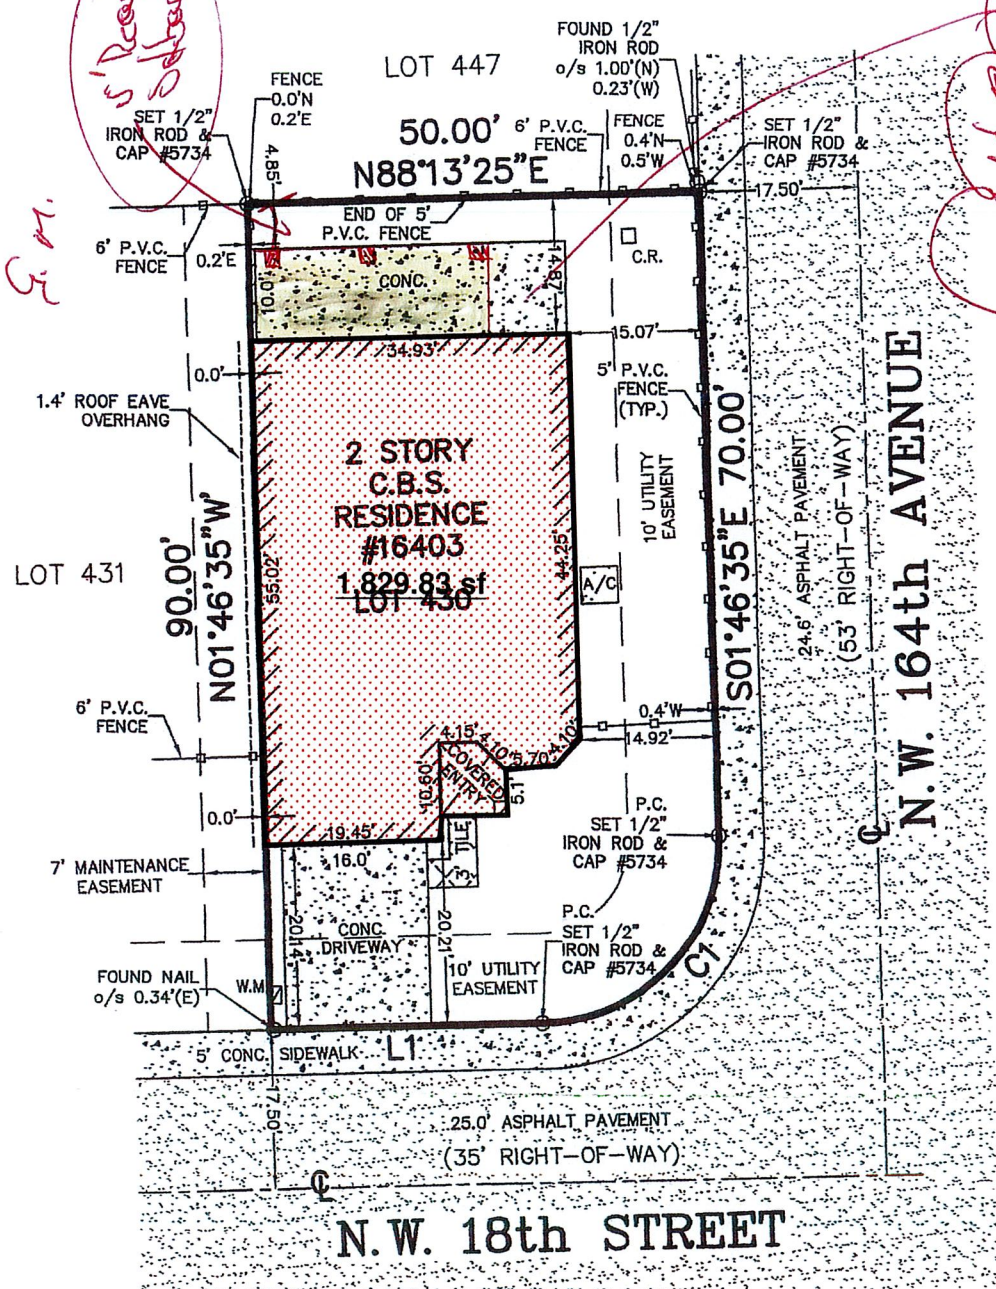 5' Rear
LOT 447
FOUND 1/2"
IRON ROD
o/s 1.00'(N)
0.23'(W)
FENCE
0.0'N
0.2'E
SET 1/2"
IRON ROD &
CAP #5734
50.00'
N88°13'25"E
6' P.V.C.
FENCE
FENCE
0.4'N
0.5'W
SET 1/2"
IRON ROD &
CAP #5734
4.85'
17.50'
END OF 5'
P.V.C. FENCE
6' P.V.C.
FENCE
0.2'E
C.R.
CONC.
10.0'
14.87'
15.07'
34.93'
0.0'
1.4' ROOF EAVE
OVERHANG
5' P.V.C.
FENCE
(TYP.)
2 STORY
C.B.S.
RESIDENCE
#16403
1,829.83 sf
LOT 430
LOT 431
90.00'
N01°46'35"W
55.02'
44.25'
A/C
10' UTILITY
EASEMENT
S01°46'35"E 70.00'
24.6' ASPHALT PAVEMENT
(53' RIGHT-OF-WAY)
N.W. 164th AVENUE
6' P.V.C.
FENCE
0.4'W
14.92'
4.15'
4.10'
5.70'
4.10'
COVERED
ENTRY
10.60'
5.1'
0.0'
19.45'
16.0'
TILE
3'
P.C.
SET 1/2"
IRON ROD &
CAP #5734
7' MAINTENANCE
EASEMENT
P.C.
SET 1/2"
IRON ROD &
CAP #5734
20.14'
CONC.
DRIVEWAY
20.21'
10' UTILITY
EASEMENT
C1
FOUND NAIL
o/s 0.34'(E)
W.M.
5' CONC. SIDEWALK
L1
17.50'
25.0' ASPHALT PAVEMENT
(35' RIGHT-OF-WAY)
N.W. 18th STREET